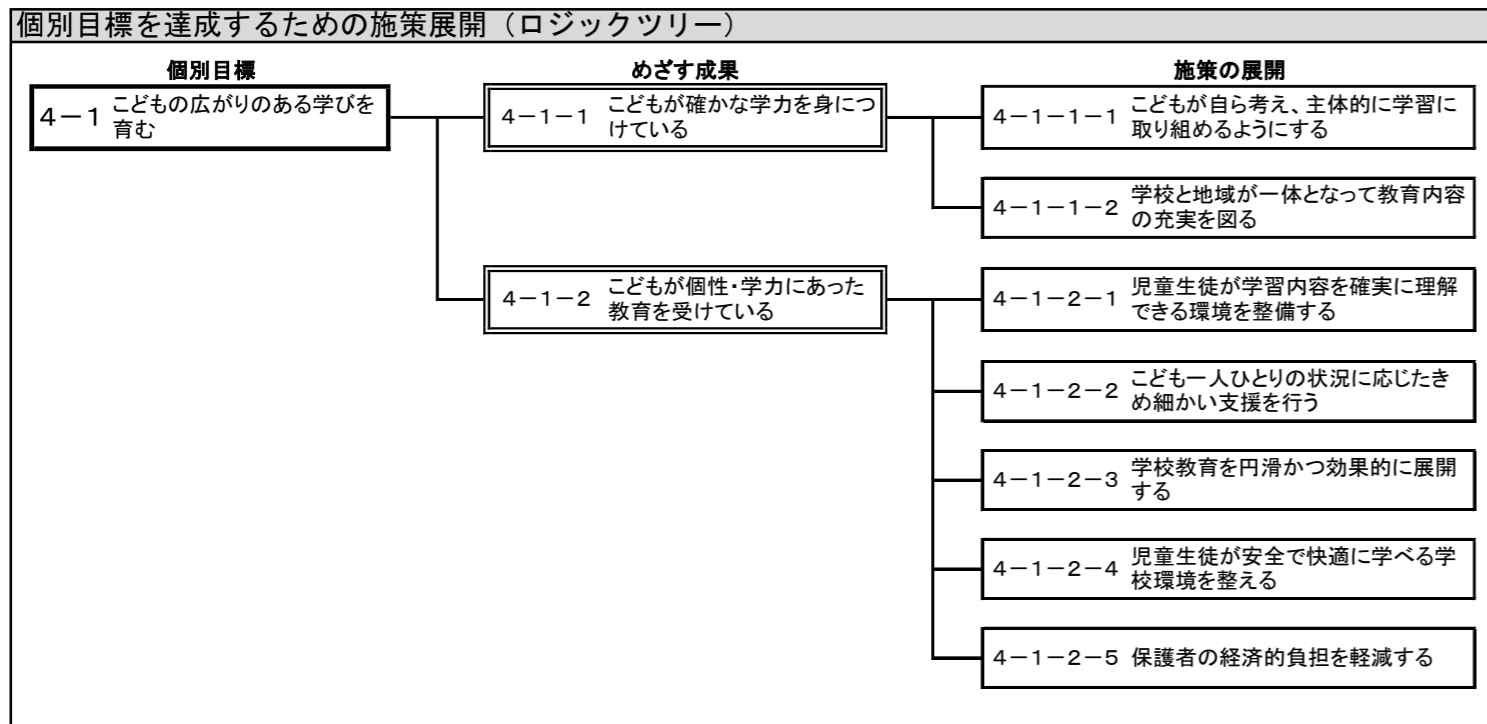 個別目標を達成するための施策展開（ロジックツリー）
個別目標
めざす成果
施策の展開
４－１ こどもの広がりのある学びを
育む
４－１－１ こどもが確かな学力を身につ
けている
４－１－１－１ こどもが自ら考え、主体的に学習に
取り組めるようにする
４－１－１－２ 学校と地域が一体となって教育内容
の充実を図る
４－１－２ こどもが個性・学力にあった
教育を受けている
４－１－２－１ 児童生徒が学習内容を確実に理解
できる環境を整備する
４－１－２－２ こども一人ひとりの状況に応じたき
め細かい支援を行う
４－１－２－３ 学校教育を円滑かつ効果的に展開
する
４－１－２－４ 児童生徒が安全で快適に学べる学
校環境を整える
４－１－２－５ 保護者の経済的負担を軽減する